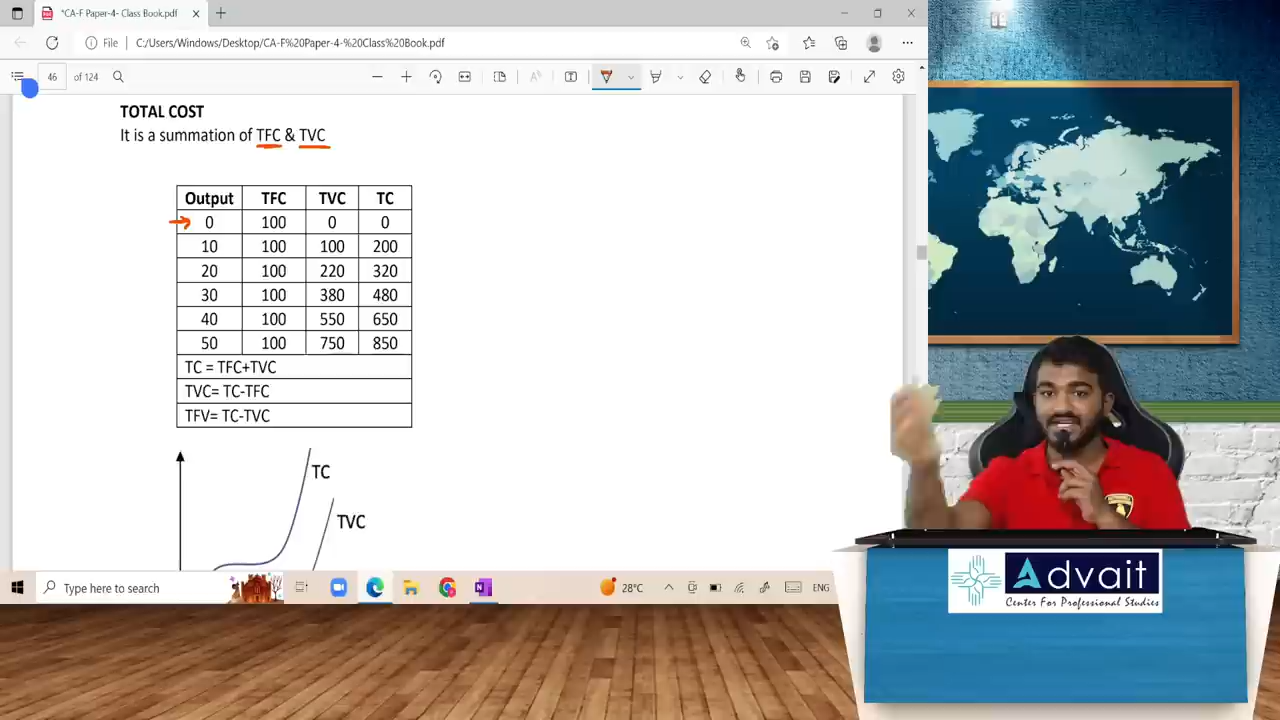 *CA-F Paper-4- Class Book.pdf
File
C:/Users/Windows/Desktop/CA-F%20Paper-4-%20Class%20Book.pdf
46 of 124
TOTAL COST
It is a summation of TFC & TVC
Output TFC TVC TC
0 100 0 0
10 100 100 200
20 100 220 320
30 100 380 480
40 100 550 650
50 100 750 850
TC = TFC+TVC
TVC= TC-TFC
TFV= TC-TVC
TC
TVC
Type here to search
28°C
ENG
Advait
Center For Professional Studies